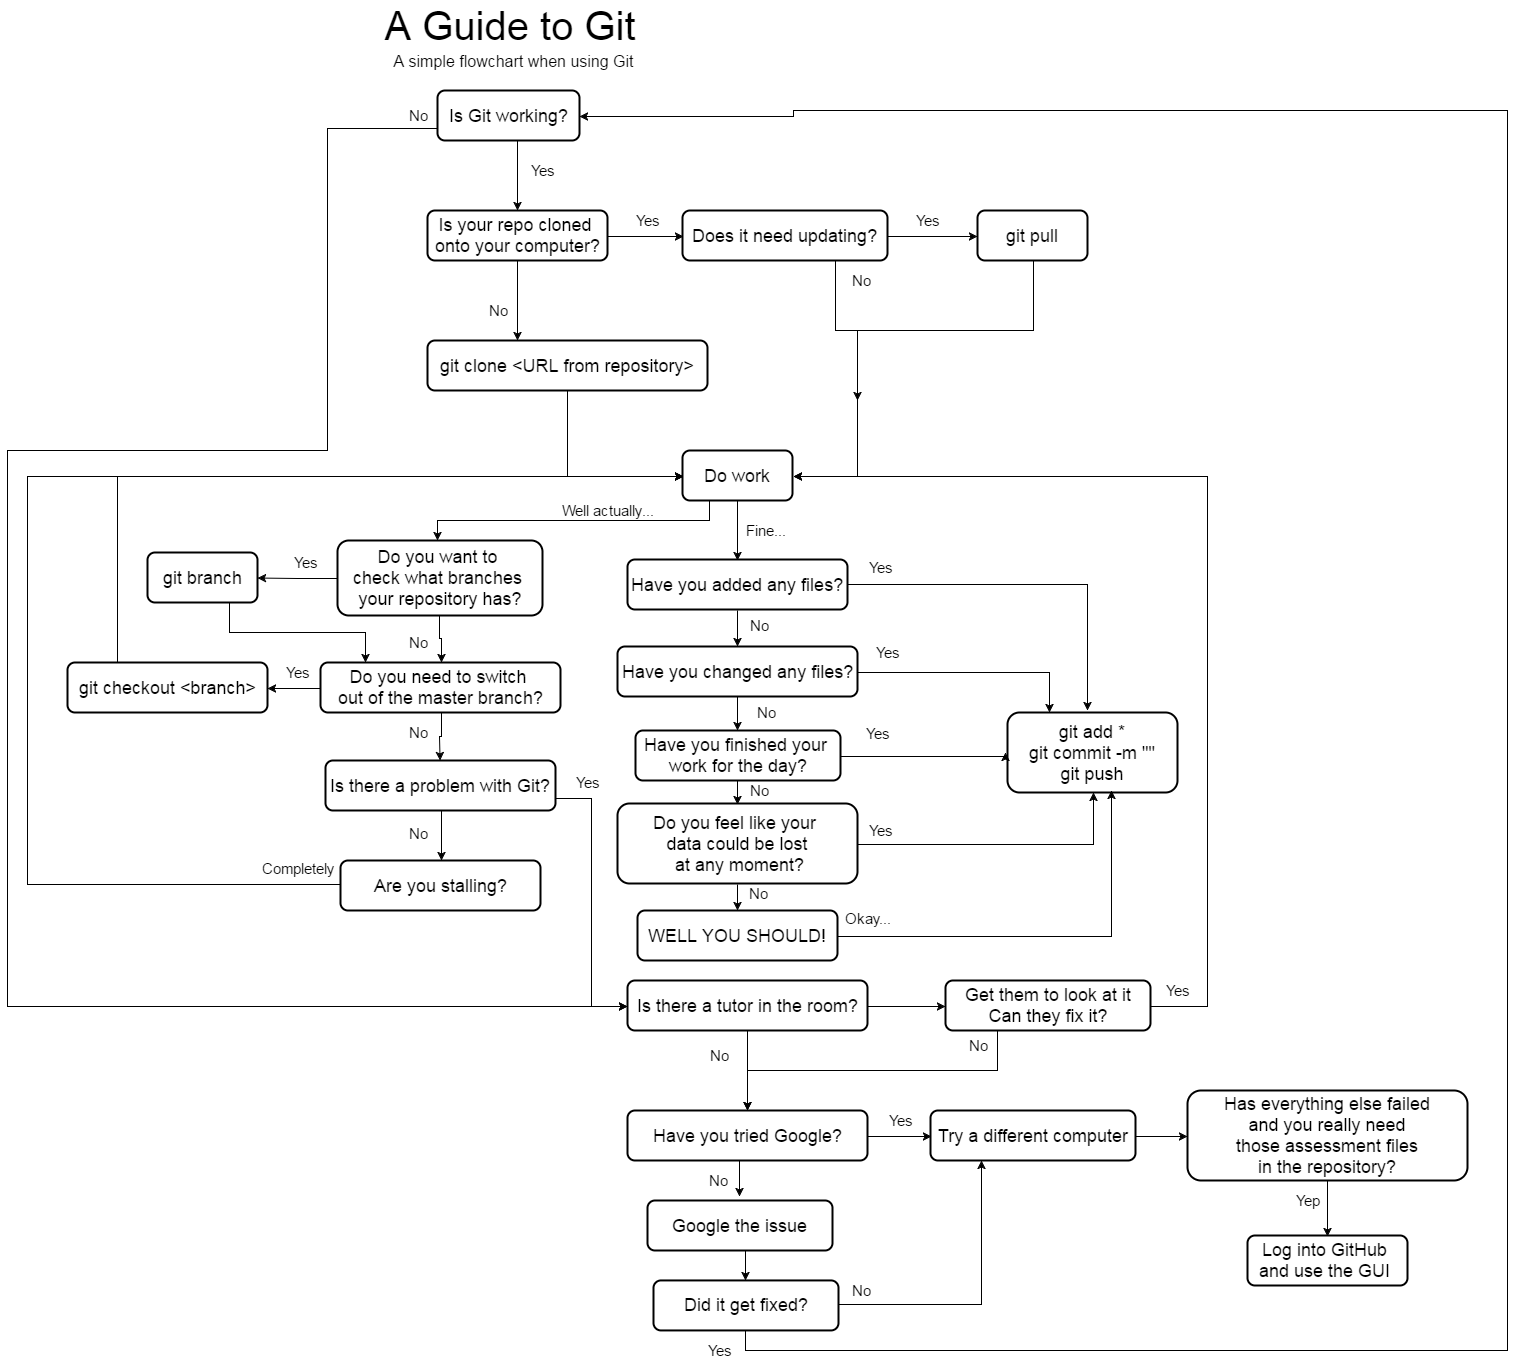 A Guide to Git
A simple flowchart when using Git
No
Is Git working?
Yes
Is your repo cloned
onto your computer?
Yes
Does it need updating?
Yes
git pull
No
No
git clone <URL from repository>
Do work
Well actually...
Fine...
Do you want to
check what branches
your repository has?
Yes
git branch
No
Do you need to switch
out of the master branch?
Yes
git checkout <branch>
No
Is there a problem with Git?
Yes
No
Are you stalling?
Completely
Have you added any files?
Yes
No
Have you changed any files?
Yes
No
Have you finished your
work for the day?
Yes
No
git add *
git commit -m ""
git push
Do you feel like your
data could be lost
at any moment?
Yes
No
WELL YOU SHOULD!
Okay...
Is there a tutor in the room?
Get them to look at it
Can they fix it?
Yes
No
No
Have you tried Google?
Yes
Try a different computer
Has everything else failed
and you really need
those assessment files
in the repository?
Yep
Log into GitHub
and use the GUI
No
Google the issue
Did it get fixed?
No
Yes